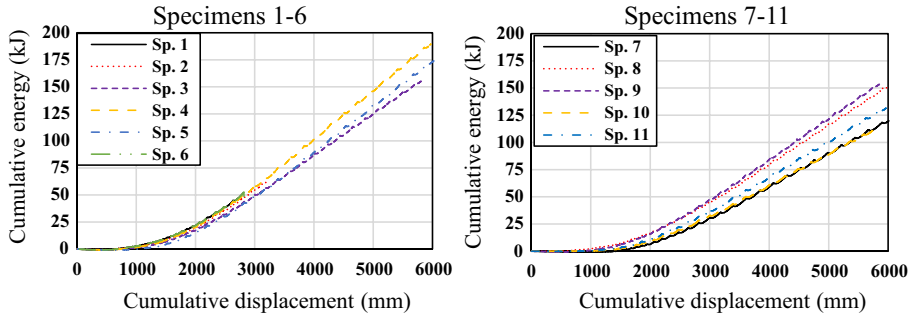 Specimens 1-6
Cumulative energy (kJ)
200
175
150
125
100
75
50
25
0
Sp. 1
Sp. 2
Sp. 3
Sp. 4
Sp. 5
Sp. 6
0 1000 2000 3000 4000 5000 6000
Cumulative displacement (mm)
Specimens 7-11
Cumulative energy (kJ)
200
175
150
125
100
75
50
25
0
Sp. 7
Sp. 8
Sp. 9
Sp. 10
Sp. 11
0 1000 2000 3000 4000 5000 6000
Cumulative displacement (mm)